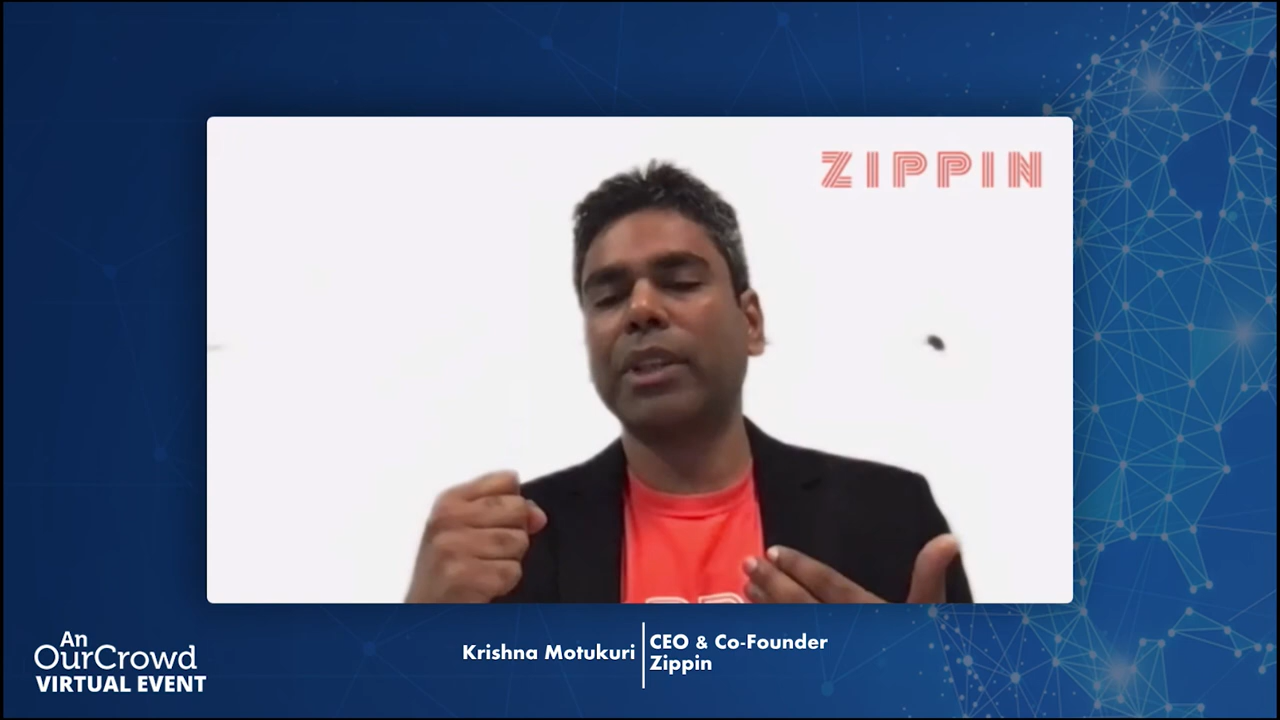 ZIPPIN
An
OurCrowd
VIRTUAL EVENT
Krishna Motukuri
CEO & Co-Founder
Zippin